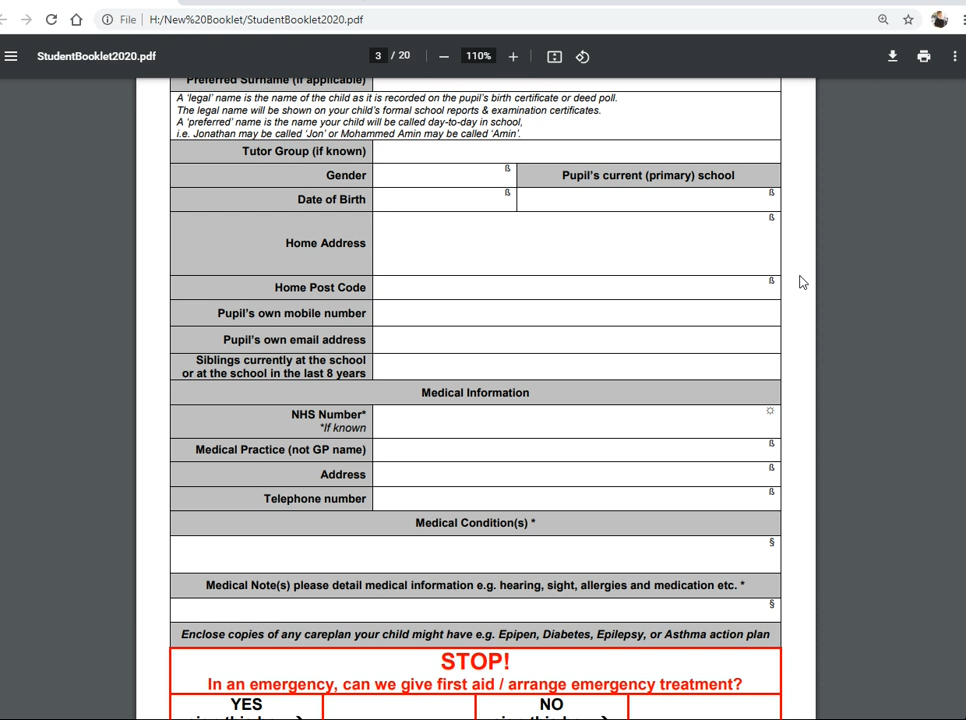 File | H:/New%20Booklet/StudentBooklet2020.pdf
StudentBooklet2020.pdf
3 / 20
110%
Preferred Surname (if applicable)
A 'legal' name is the name of the child as it is recorded on the pupil's birth certificate or deed poll.
The legal name will be shown on your child's formal school reports & examination certificates.
A 'preferred' name is the name your child will be called day-to-day in school,
i.e. Jonathan may be called 'Jon' or Mohammed Amin may be called 'Amin'.
Tutor Group (if known)
Gender ß Pupil's current (primary) school
Date of Birth ß ß
Home Address ß
Home Post Code ß
Pupil's own mobile number
Pupil's own email address
Siblings currently at the school
or at the school in the last 8 years
Medical Information
NHS Number* ☼
*If known
Medical Practice (not GP name) ß
Address ß
Telephone number ß
Medical Condition(s) *
§
Medical Note(s) please detail medical information e.g. hearing, sight, allergies and medication etc. *
§
Enclose copies of any careplan your child might have e.g. Epipen, Diabetes, Epilepsy, or Asthma action plan
STOP!
In an emergency, can we give first aid / arrange emergency treatment?
YES NO